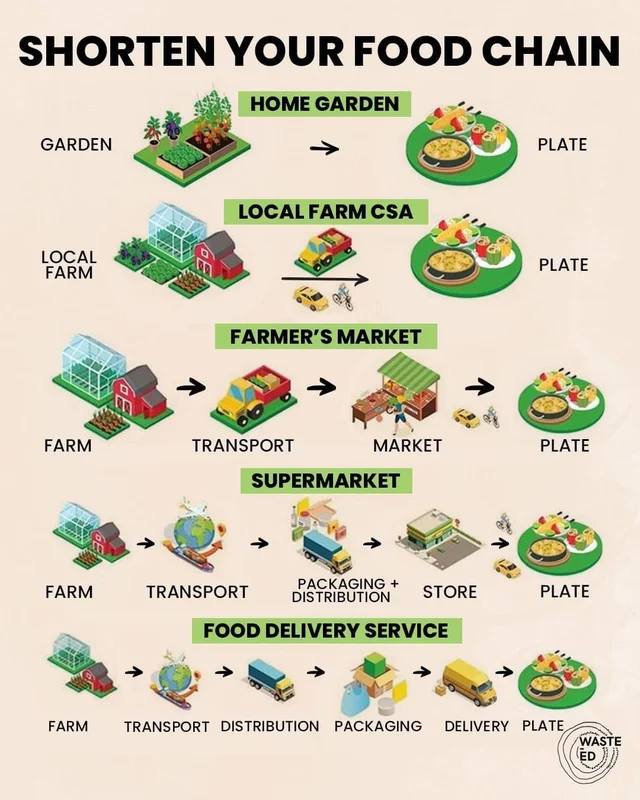 SHORTEN YOUR FOOD CHAIN
HOME GARDEN
GARDEN
PLATE
LOCAL FARM CSA
LOCAL
FARM
PLATE
FARMER'S MARKET
FARM
TRANSPORT
MARKET
PLATE
SUPERMARKET
FARM
TRANSPORT
PACKAGING +
DISTRIBUTION
STORE
PLATE
FOOD DELIVERY SERVICE
FARM
TRANSPORT
DISTRIBUTION
PACKAGING
DELIVERY
PLATE
WASTE
ED